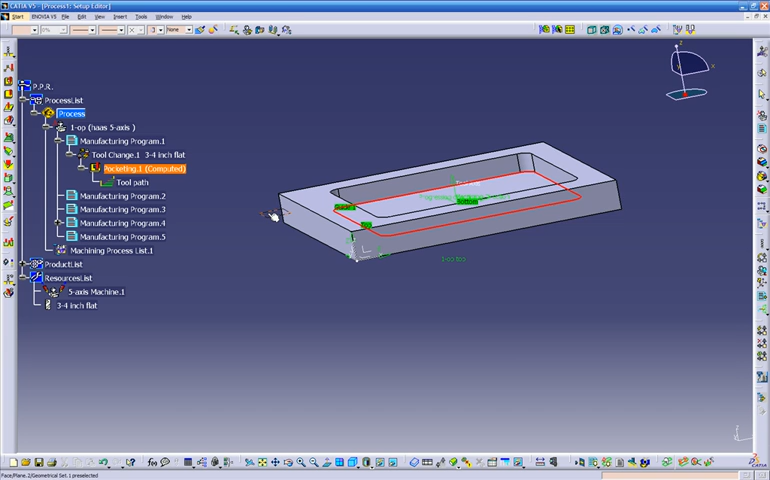 CATIA V5 - [Process1: Setup Editor]
Start ENOVIA V5 File Edit View Insert Tools Window Help
3 None
P.P.R.
ProcessList
Process
1-op (haas 5-axis )
Manufacturing Program.1
Tool Change.1 3-4 inch flat
Pocketing.1 (Computed)
Tool path
Manufacturing Program.2
Manufacturing Program.3
Manufacturing Program.4
Manufacturing Program.5
Machining Process List.1
ProductList
ResourcesList
5-axis Machine.1
3-4 inch flat
Bottom
Top
z
Face/Plane.2/Geometrical Set.1 preselected
CATIA